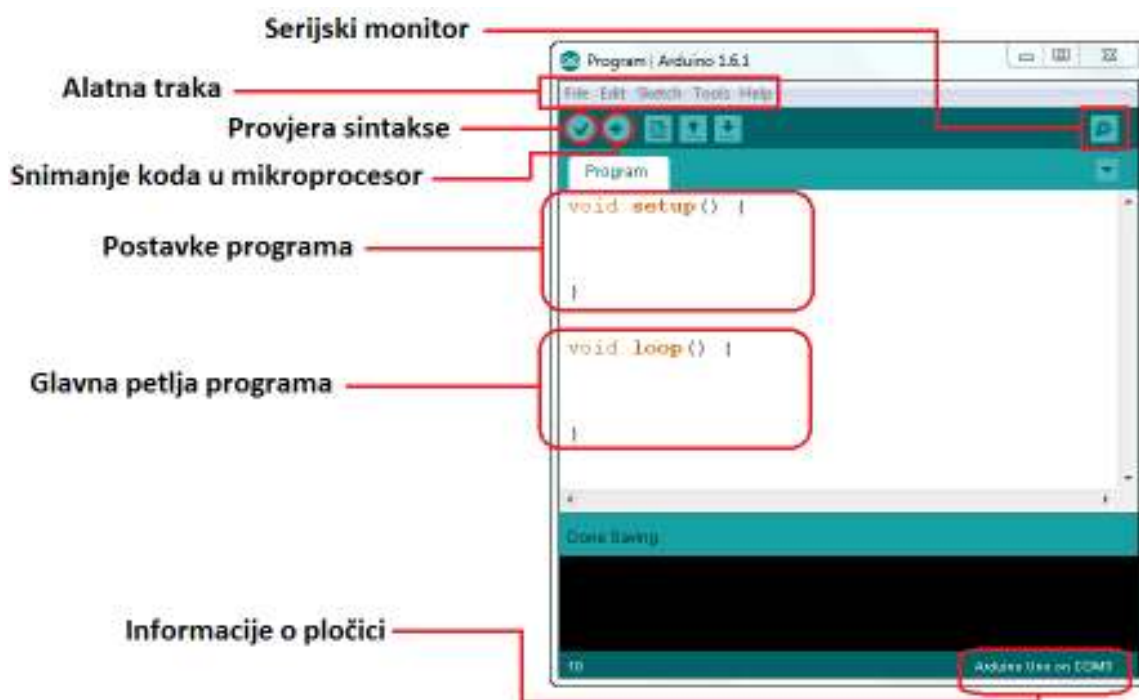 Serijski monitor
Program | Arduino 1.6.1
Alatna traka
File Edit Sketch Tools Help
Provjera sintakse
Snimanje koda u mikroprocesor
Program
void setup() {
Postavke programa
}
void loop() {
Glavna petlja programa
}
Done Saving.
Informacije o pločici
10
Arduino Uno on COM3